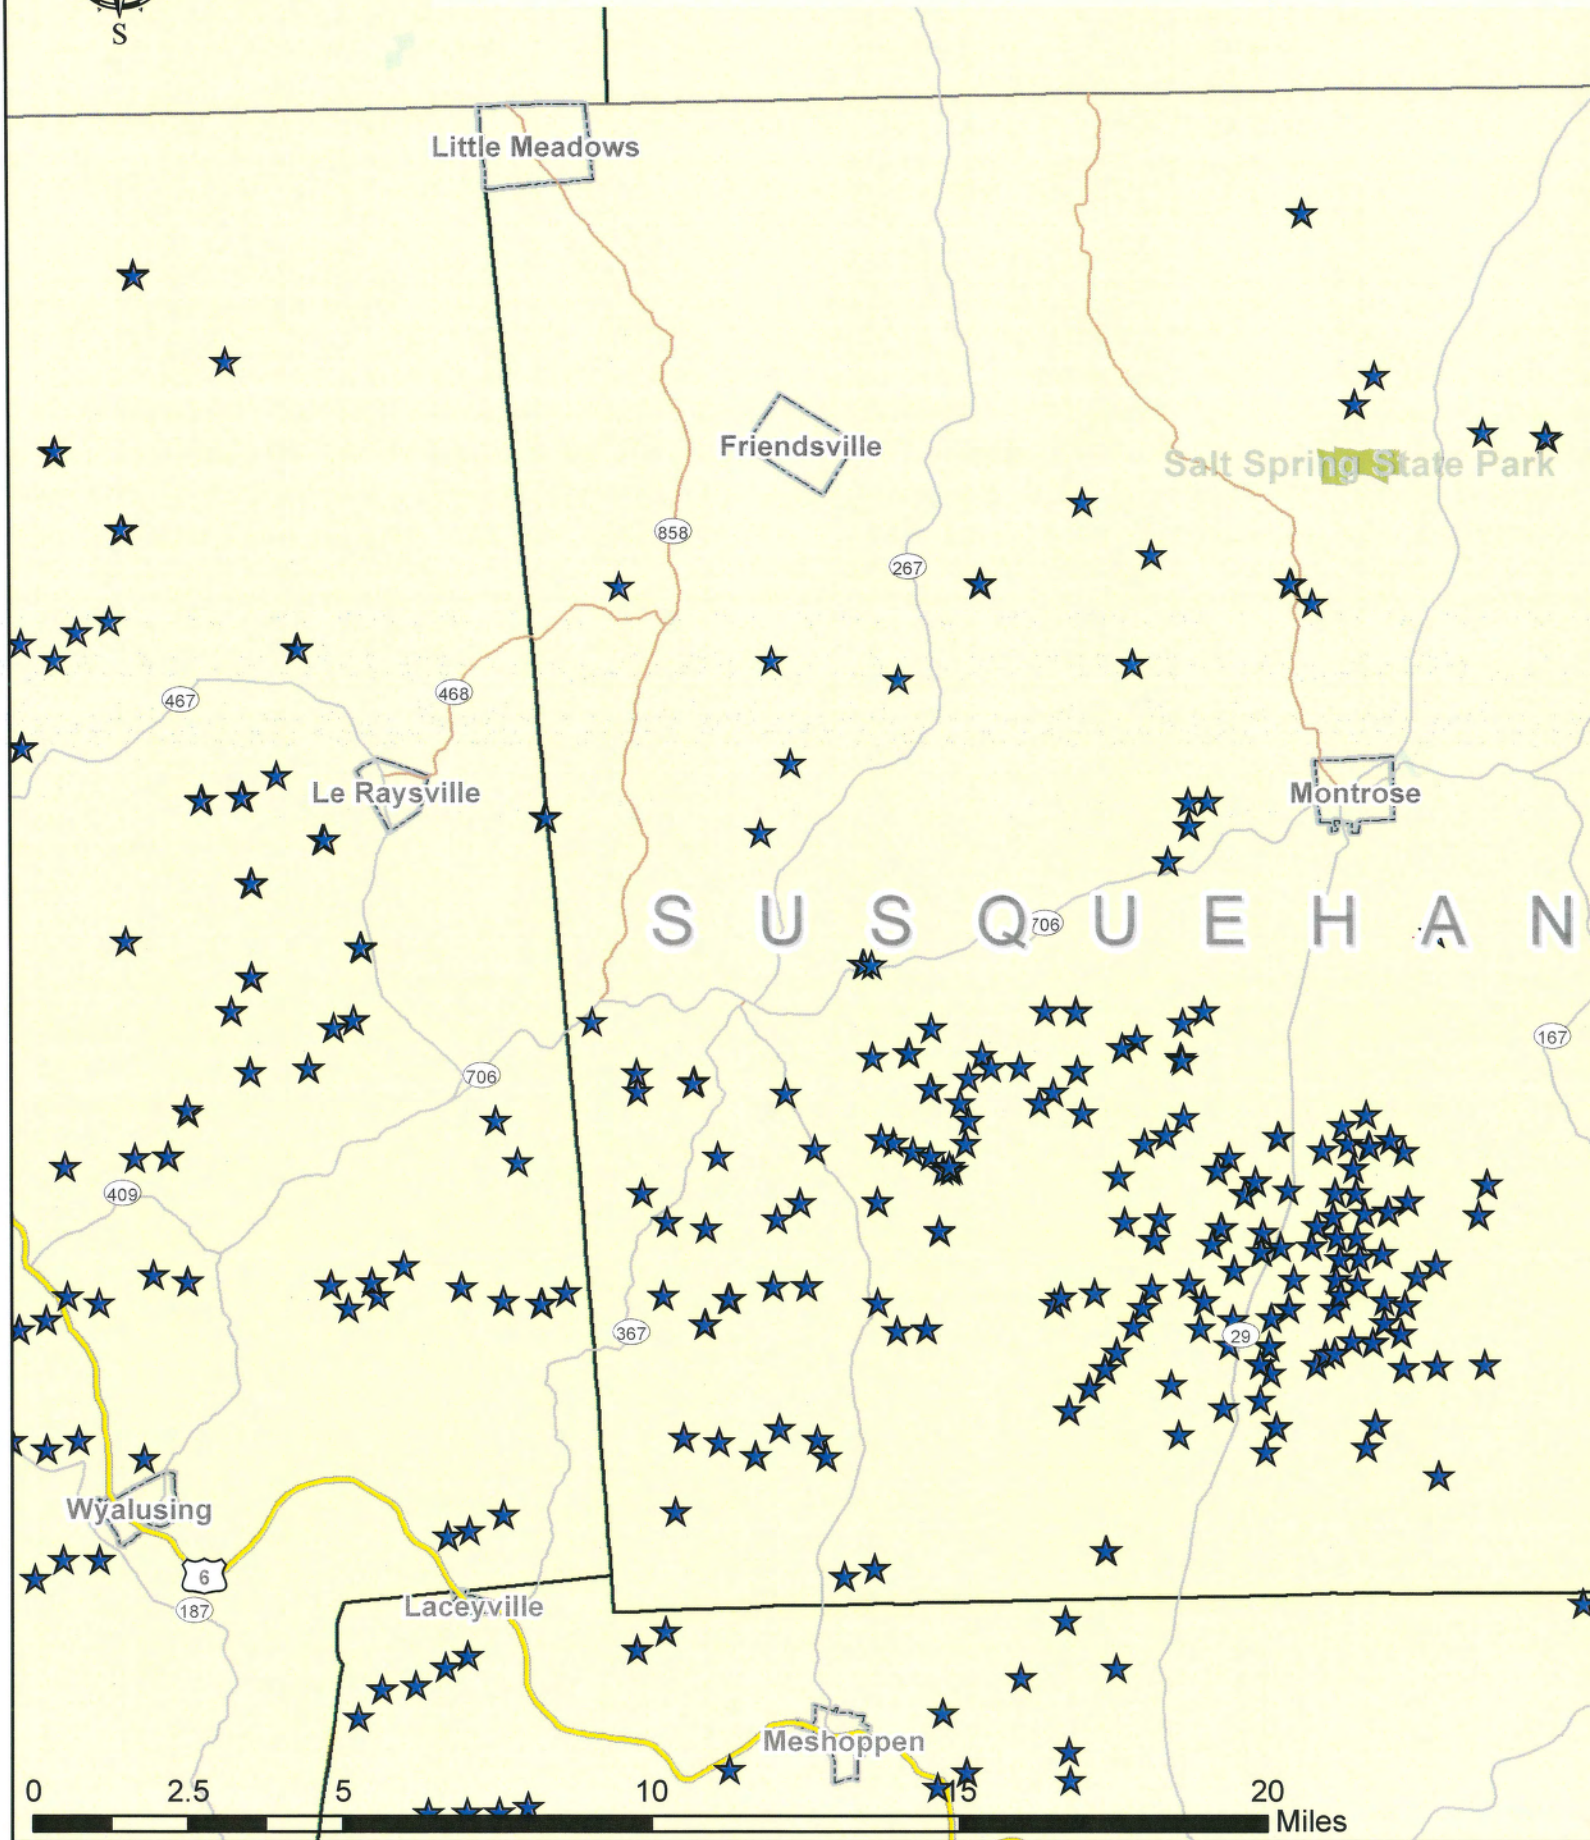 S
Little Meadows
Friendsville
Salt Spring State Park
858
267
467
468
Le Raysville
Montrose
S U S Q U E H A N
706
167
706
409
367
29
Wyalusing
6
187
Laceyville
Meshoppen
0 2.5 5 10 15 20
Miles